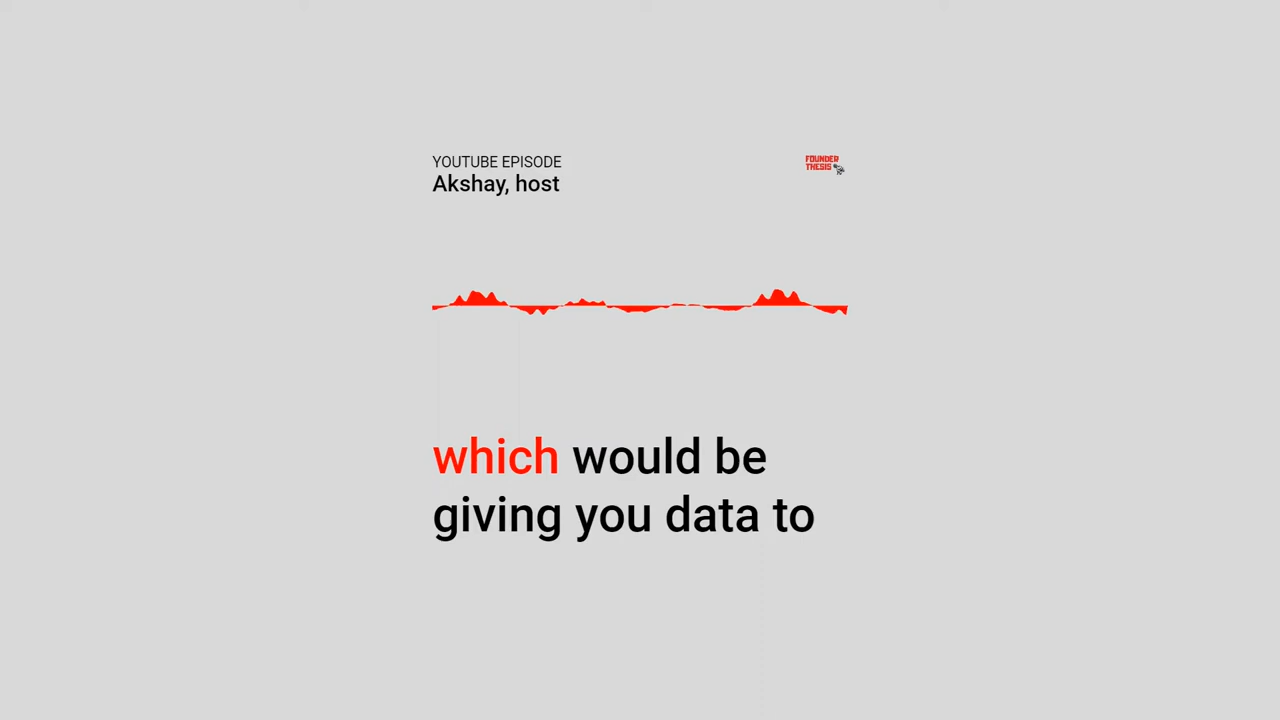 YOUTUBE EPISODE
Akshay, host
FOUNDER
THESIS
which would be
giving you data to